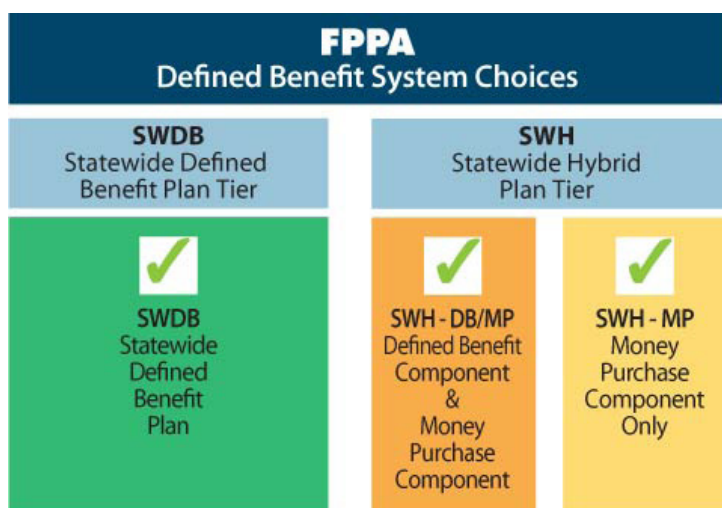 FPPA
Defined Benefit System Choices
SWDB
Statewide Defined
Benefit Plan Tier
SWH
Statewide Hybrid
Plan Tier
SWDB
Statewide
Defined
Benefit
Plan
SWH - DB/MP
Defined Benefit
Component
&
Money
Purchase
Component
SWH - MP
Money
Purchase
Component
Only